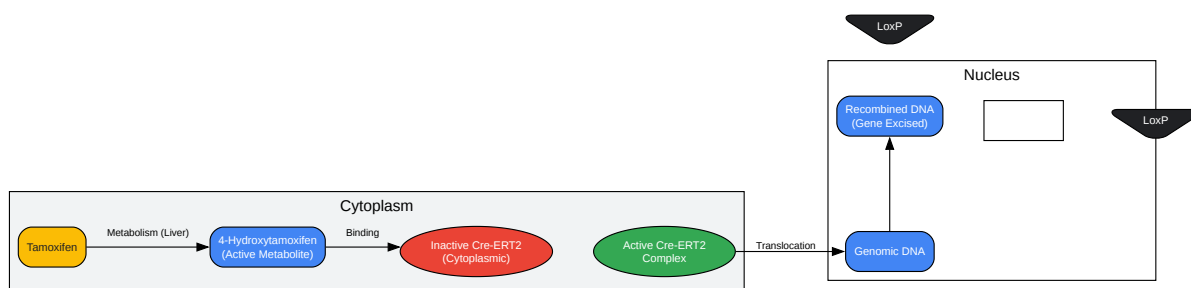 LoxP
Nucleus
Recombined DNA
(Gene Excised)
LoxP
Cytoplasm
Tamoxifen
Metabolism (Liver)
4-Hydroxytamoxifen
(Active Metabolite)
Binding
Inactive Cre-ERT2
(Cytoplasmic)
Active Cre-ERT2
Complex
Translocation
Genomic DNA